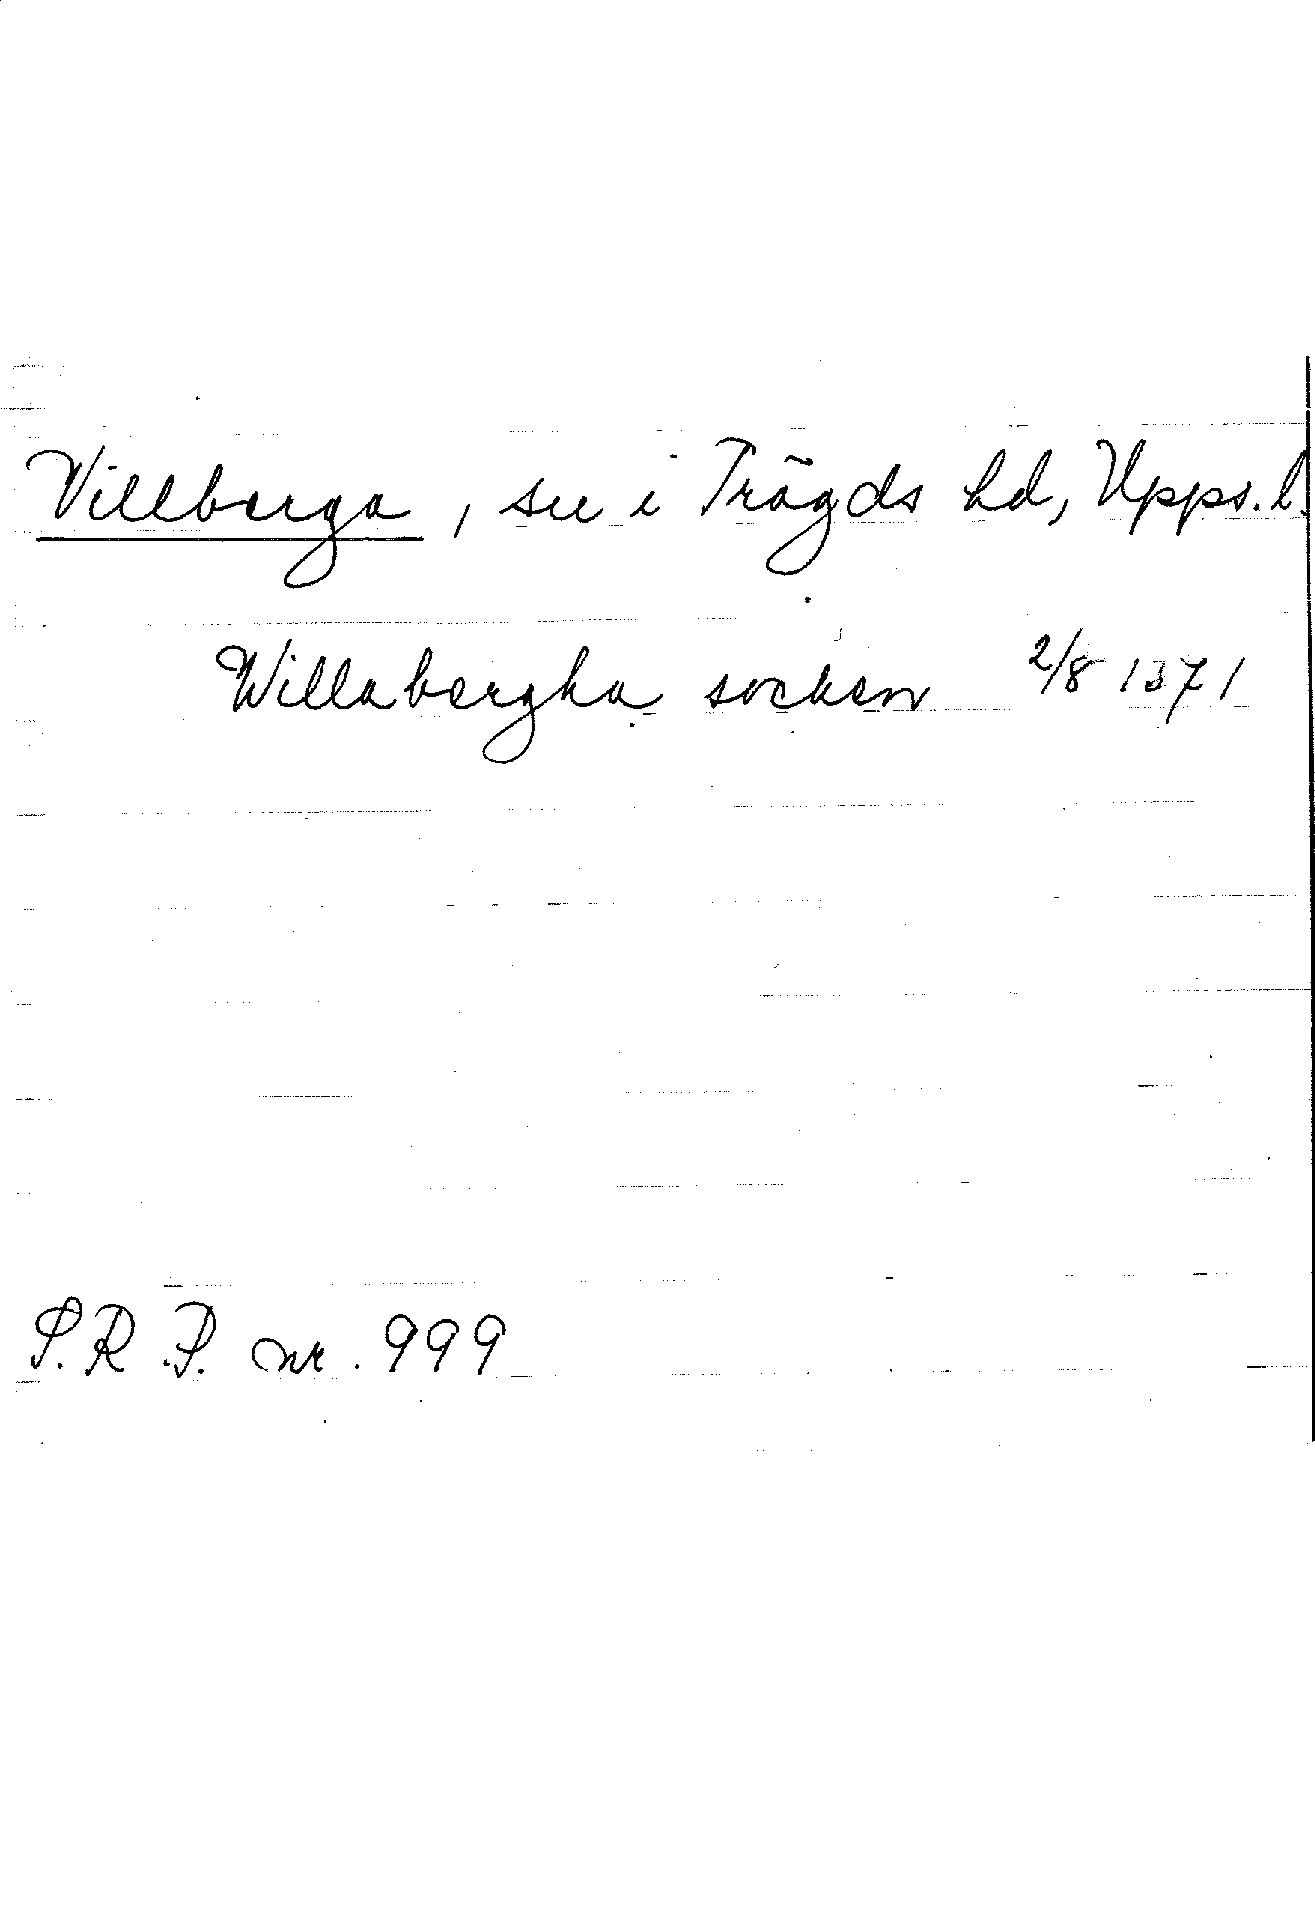 Villberga, sn i Trögds hd, Upps. l.
Willabergha socken 2/8 1371
S.R.P. nr. 999